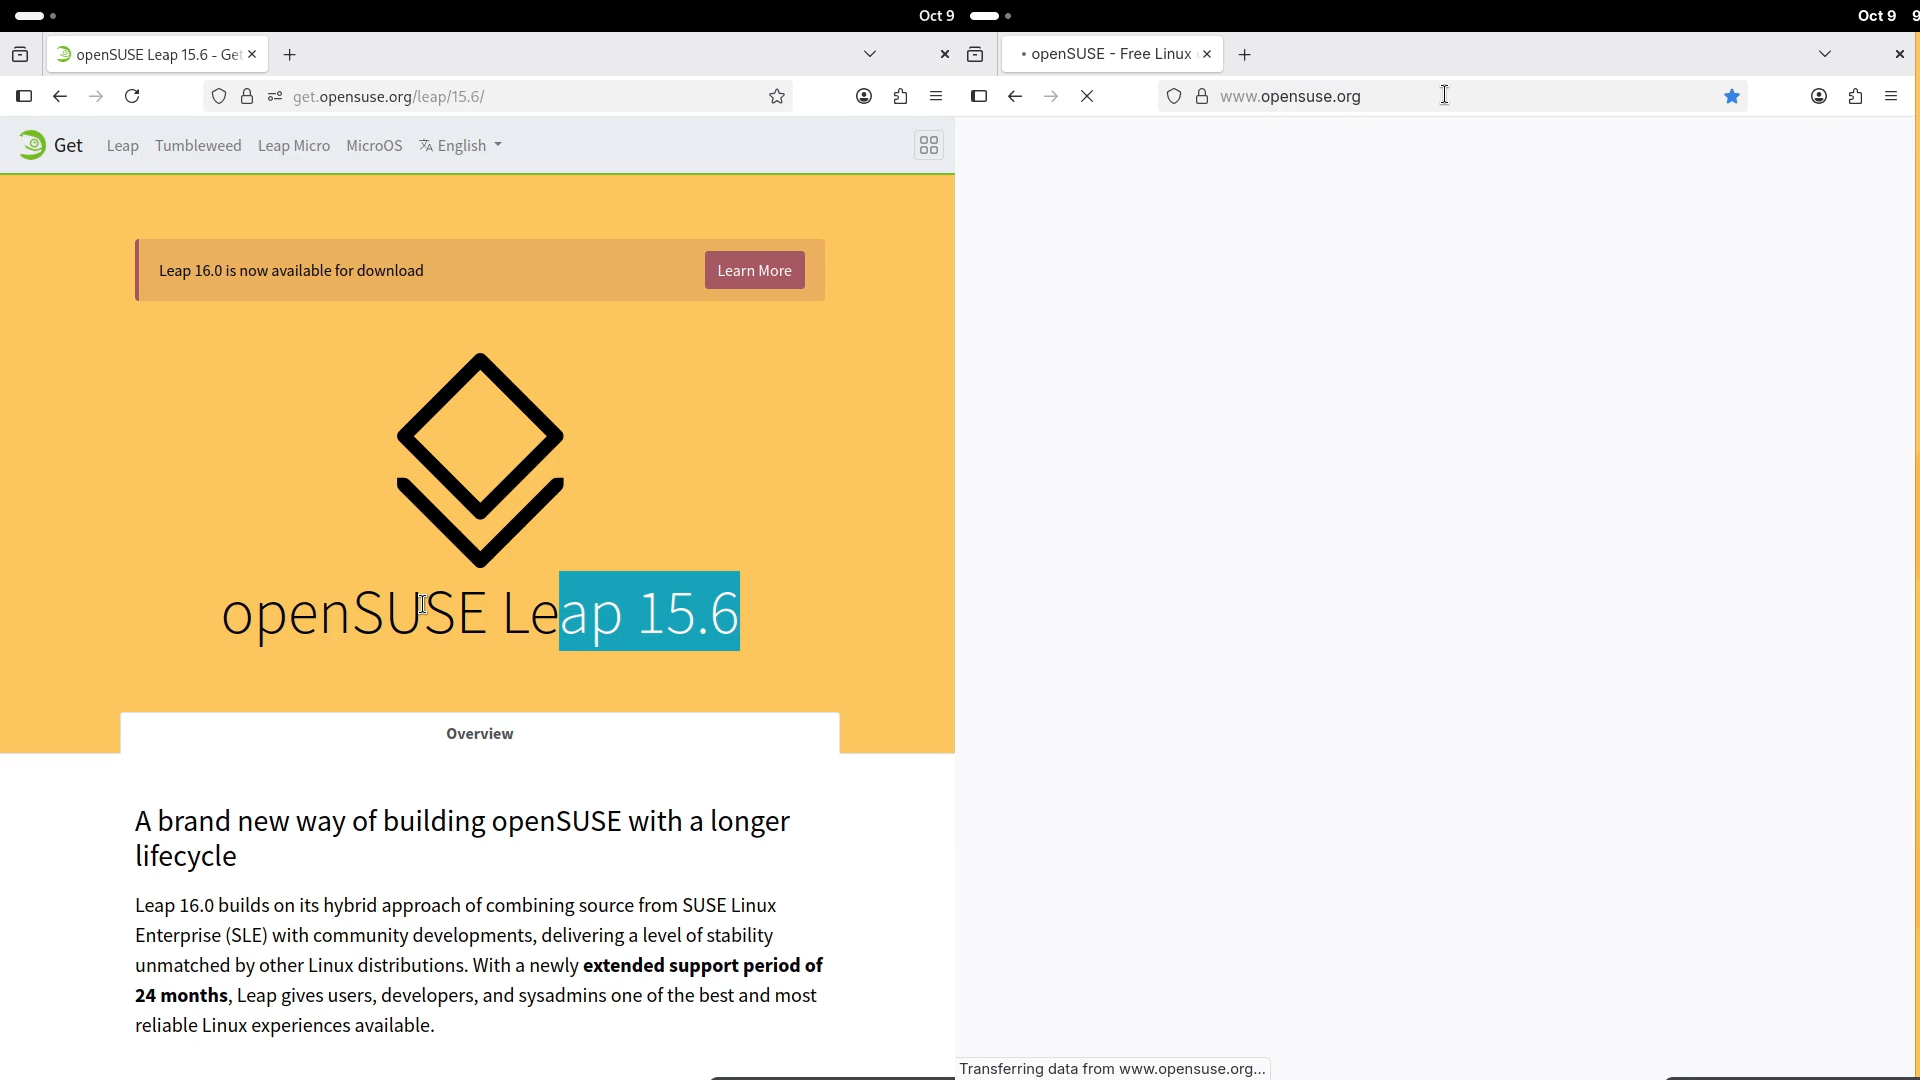 Oct 9
openSUSE Leap 15.6 - Get
get.opensuse.org/leap/15.6/
Get
Leap
Tumbleweed
Leap Micro
MicroOS
English
Leap 16.0 is now available for download
Learn More
openSUSE Leap 15.6
Overview
A brand new way of building openSUSE with a longer
lifecycle
Leap 16.0 builds on its hybrid approach of combining source from SUSE Linux
Enterprise (SLE) with community developments, delivering a level of stability
unmatched by other Linux distributions. With a newly extended support period of
24 months, Leap gives users, developers, and sysadmins one of the best and most
reliable Linux experiences available.
Oct 9 9
openSUSE - Free Linux
www.opensuse.org
Transferring data from www.opensuse.org...